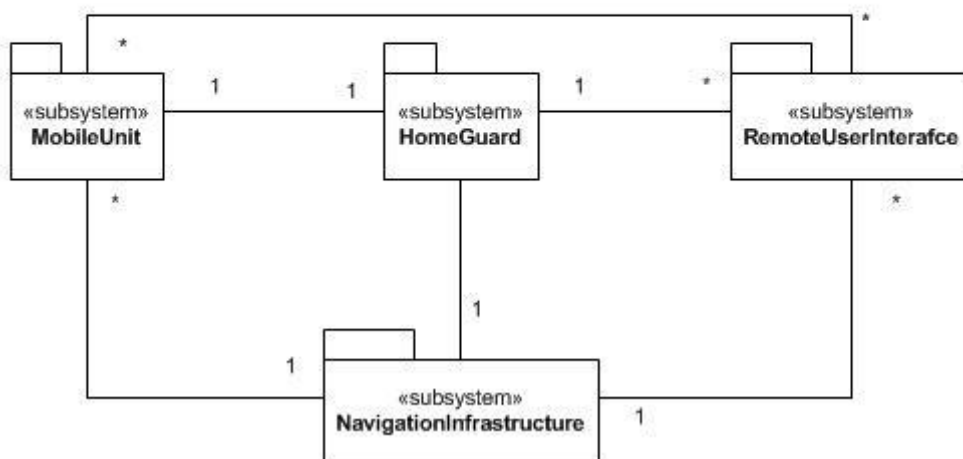 *
*
1
1
1
*
«subsystem»
MobileUnit
«subsystem»
HomeGuard
«subsystem»
RemoteUserInterafce
*
*
1
1
1
«subsystem»
NavigationInfrastructure